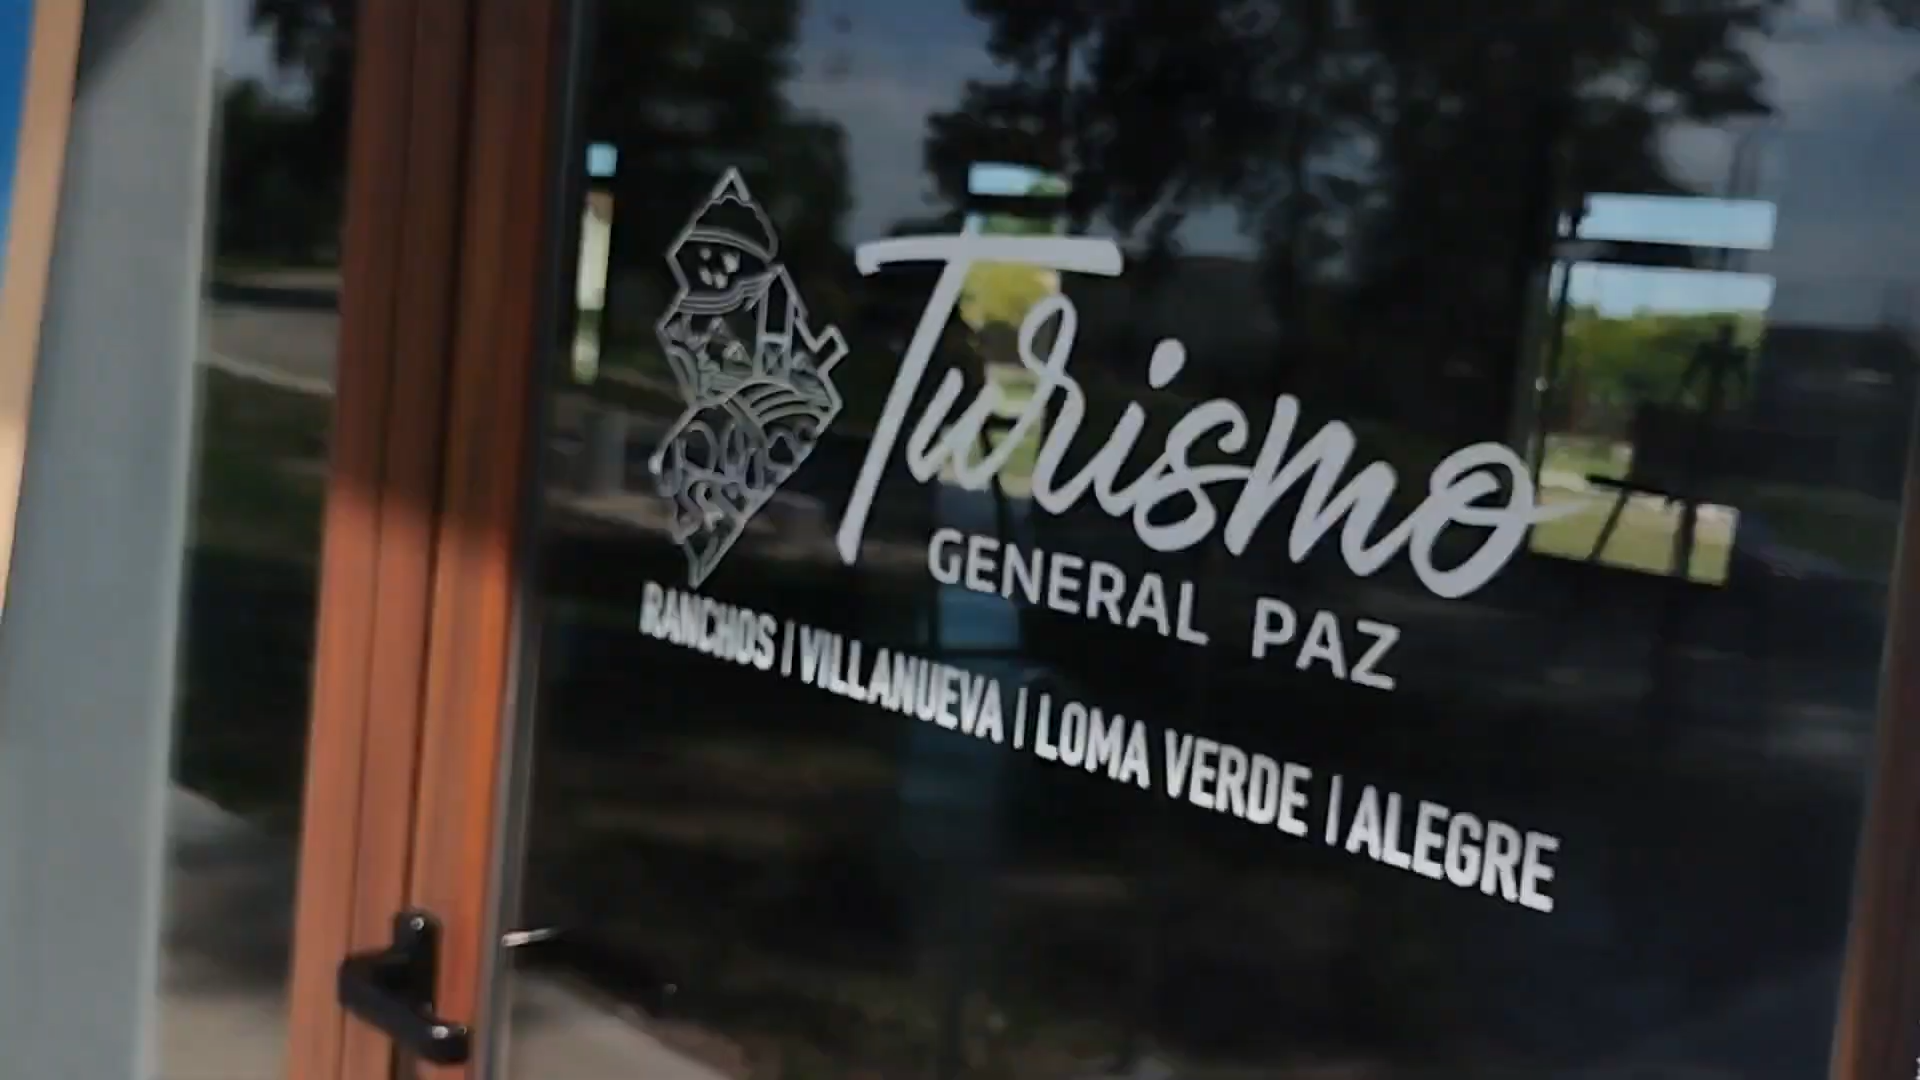 Turismo
GENERAL PAZ
RANCHOS | VILLANUEVA | LOMA VERDE | ALEGRE